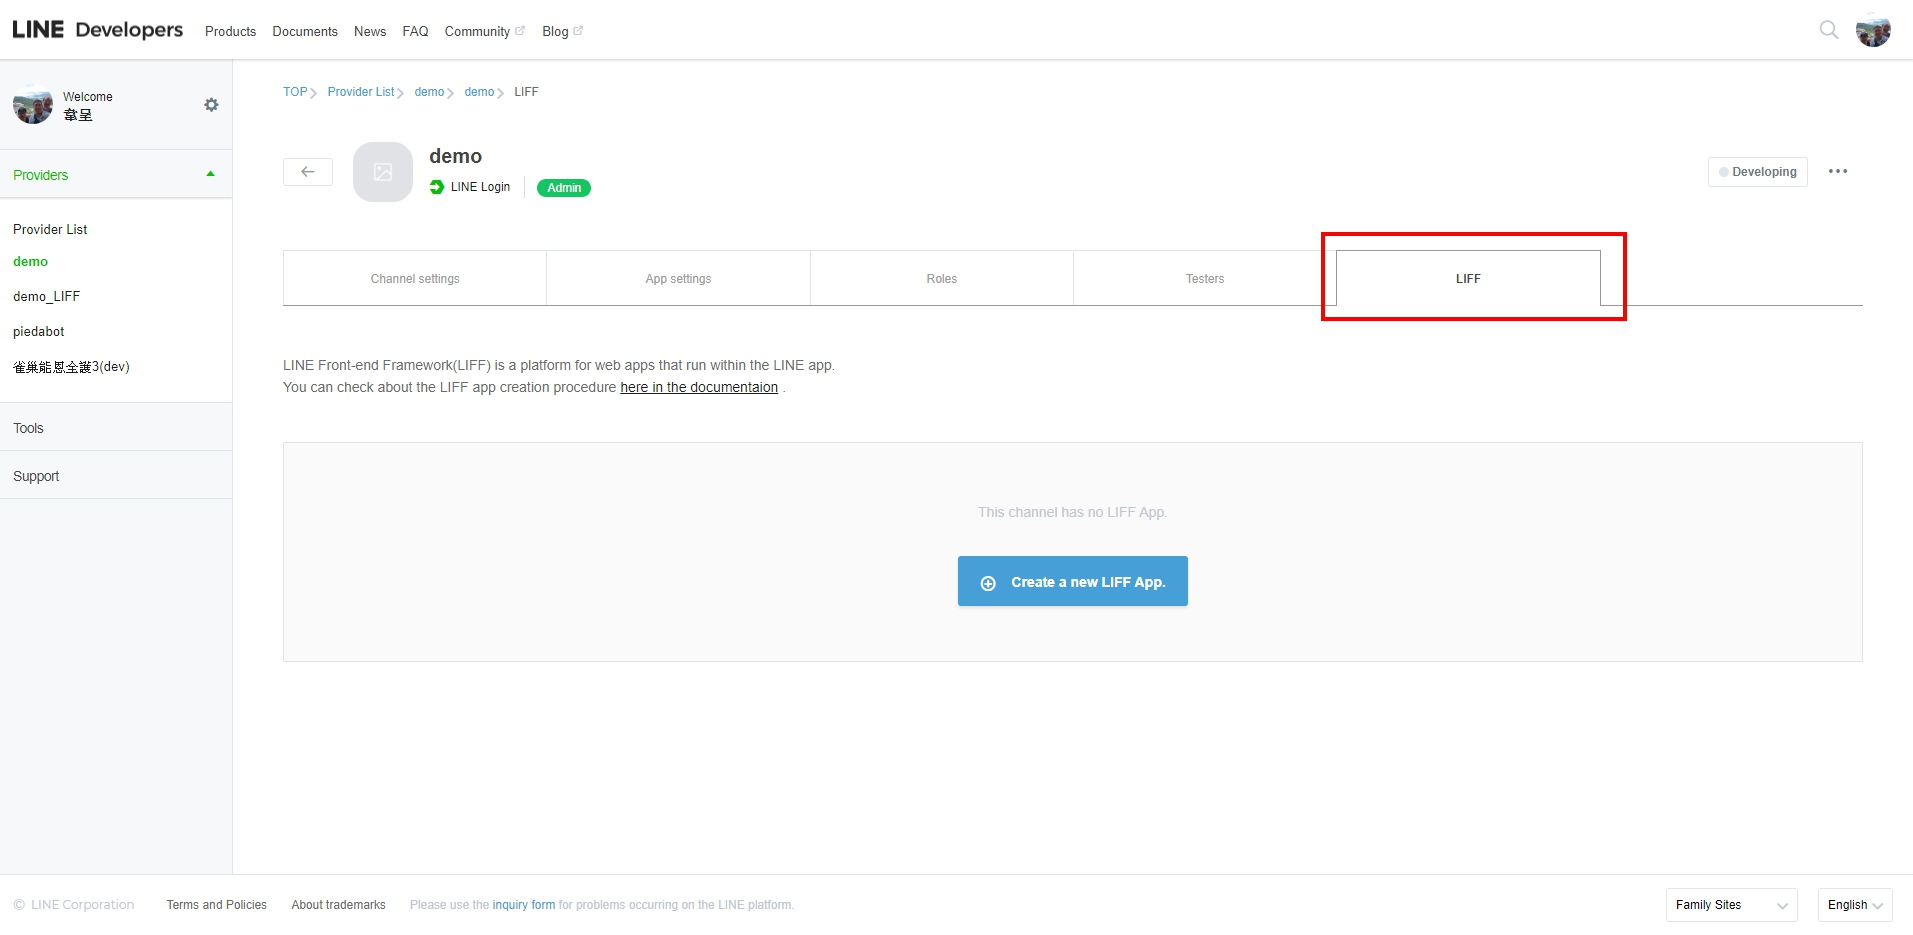 LINE Developers Products Documents News FAQ Community Blog
Welcome
韋呈
Providers
Provider List
demo
demo_LIFF
piedabot
雀巢能恩全護3(dev)
Tools
Support
TOP Provider List demo demo LIFF
demo
LINE Login Admin
Developing
Channel settings App settings Roles Testers LIFF
LINE Front-end Framework(LIFF) is a platform for web apps that run within the LINE app.
You can check about the LIFF app creation procedure here in the documentaion .
This channel has no LIFF App.
Create a new LIFF App.
© LINE Corporation Terms and Policies About trademarks Please use the inquiry form for problems occurring on the LINE platform.
Family Sites English